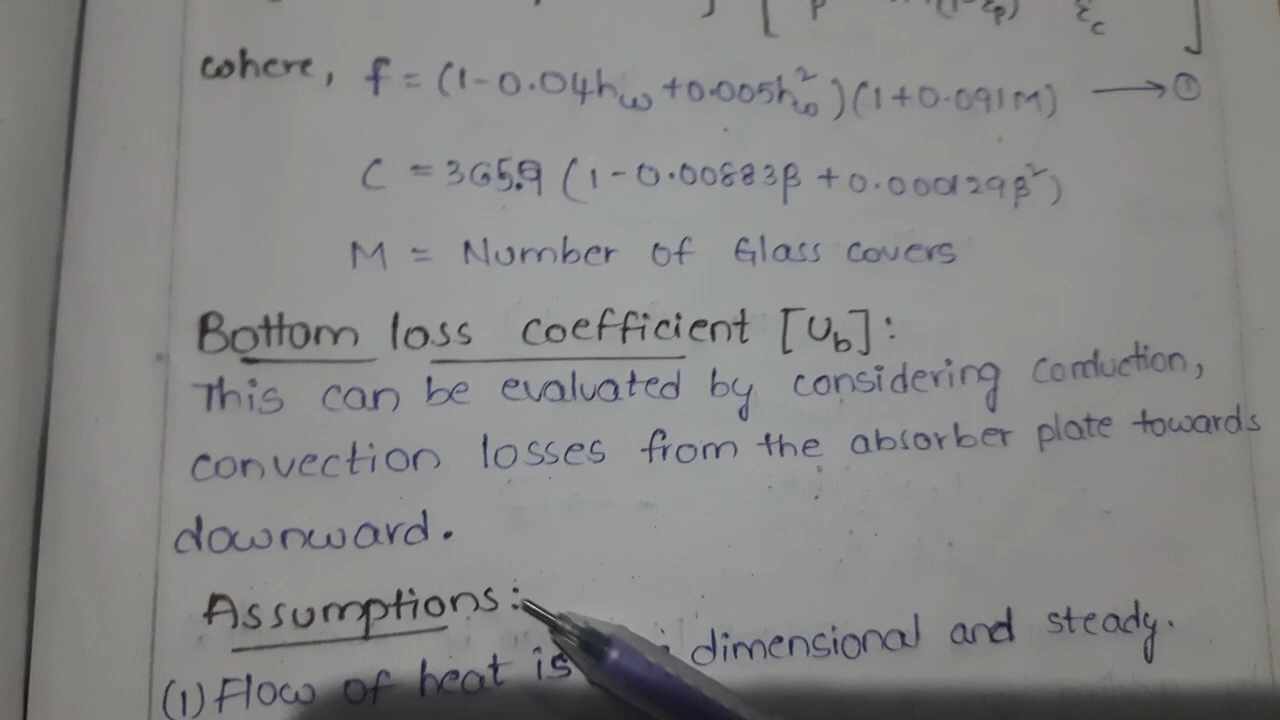 where, f = (1-0.04hω +0.005hω²)(1+0.091M) → ①
C = 365.9 (1-0.00883β +0.000129β²)
M = Number of Glass covers
Bottom loss coefficient [Ub]:
This can be evaluated by considering conduction,
convection losses from the absorber plate towards
downward.
Assumptions:
(1) Flow of heat is dimensional and steady.